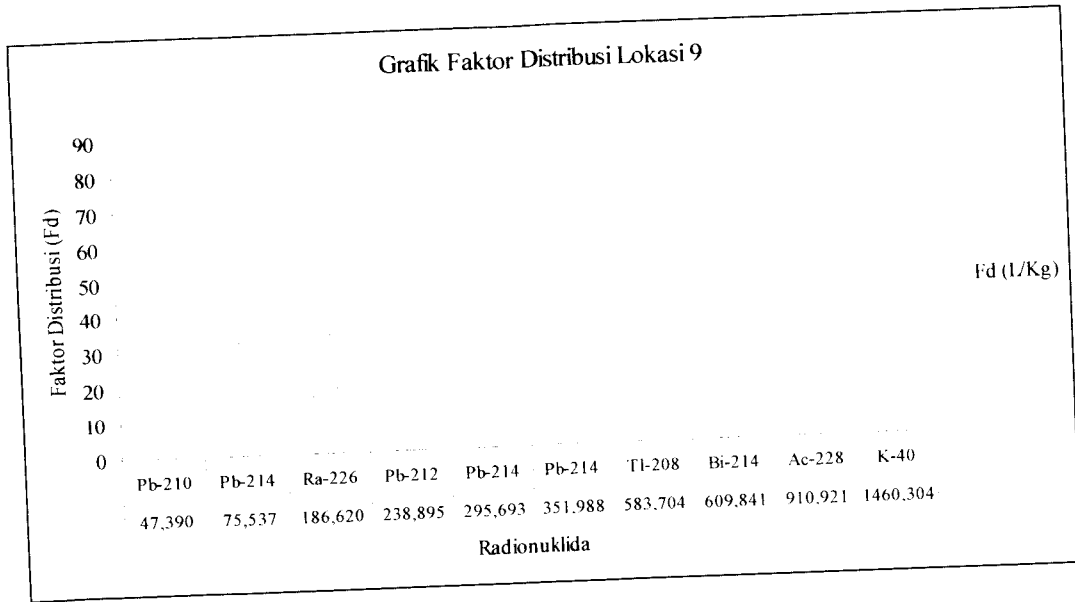 Grafik Faktor Distribusi Lokasi 9
Faktor Distribusi (Fd)
90
80
70
60
50
40
30
20
10
0
Fd (L/Kg)
Pb-210 Pb-214 Ra-226 Pb-212 Pb-214 Pb-214 Tl-208 Bi-214 Ac-228 K-40
47,390 75,537 186,620 238,895 295,693 351,988 583,704 609,841 910,921 1460,304
Radionuklida